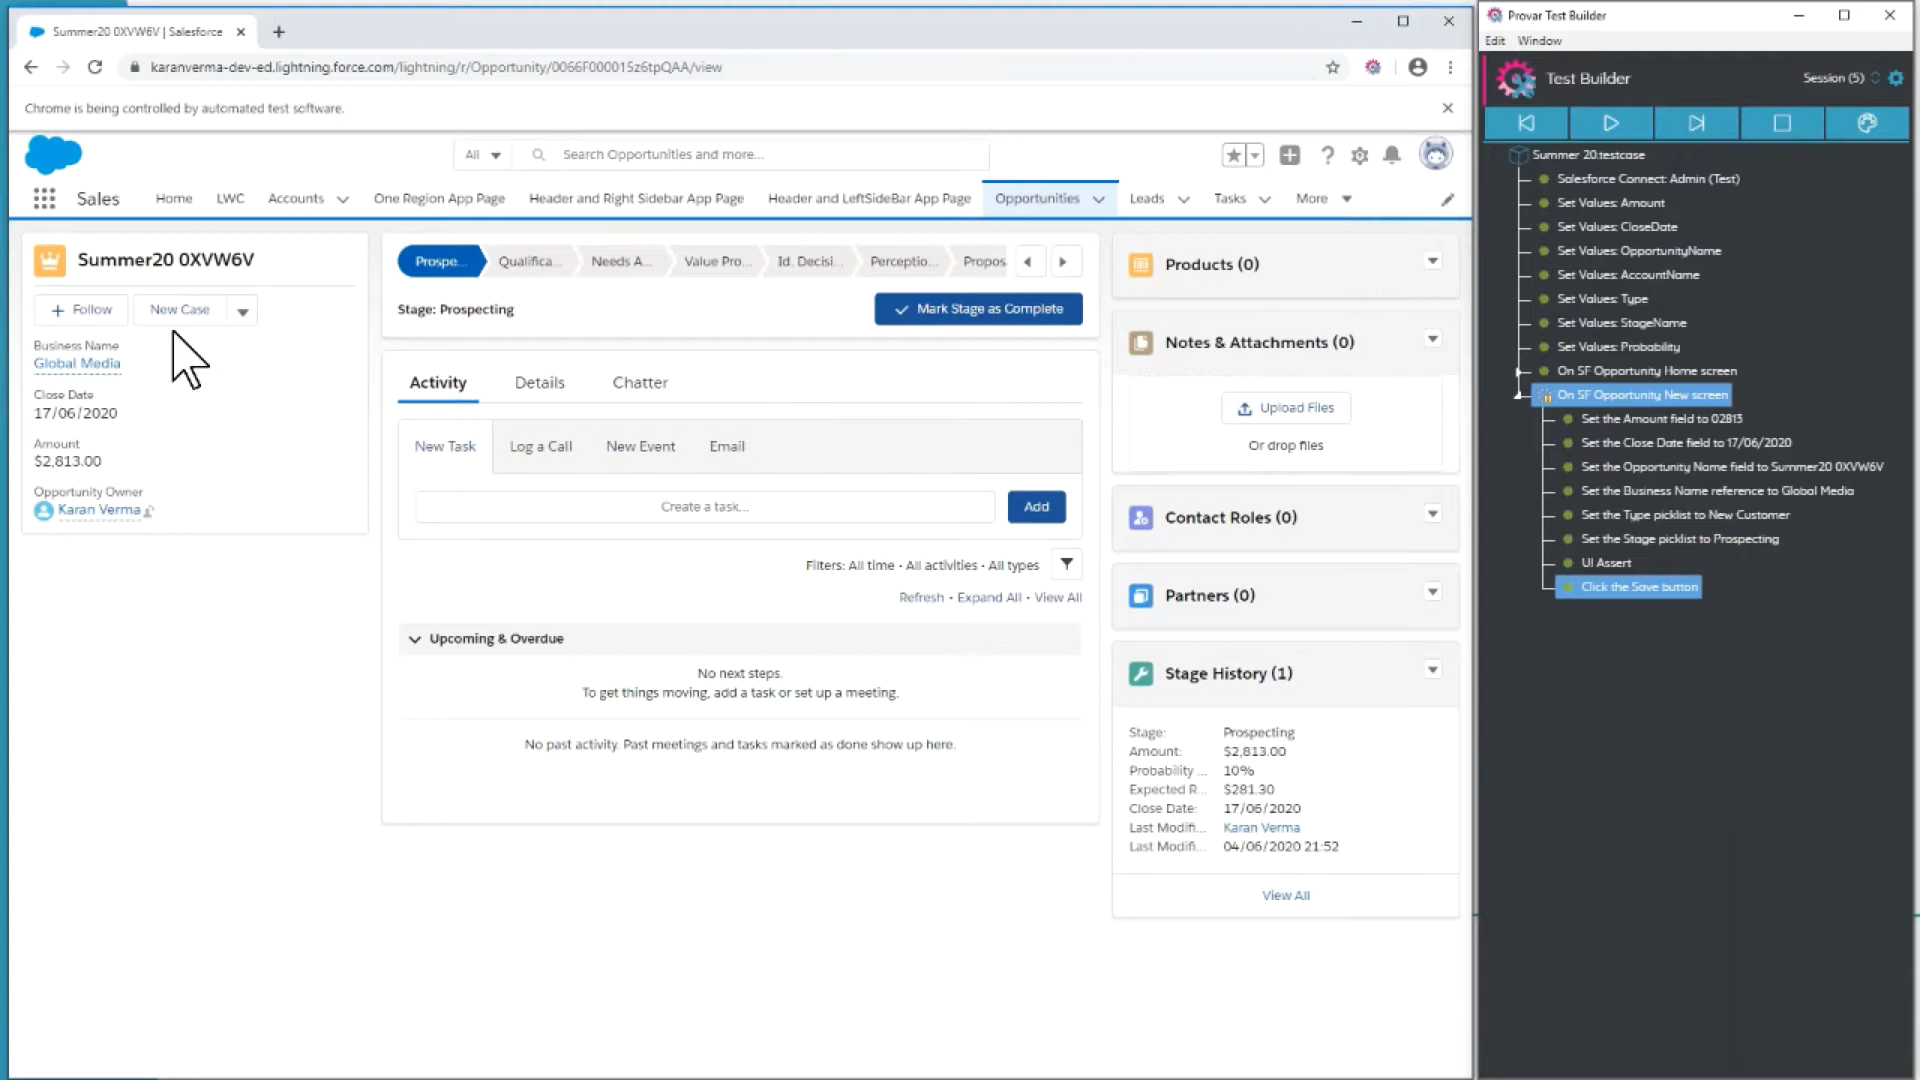 Summer20 0XVW6V | Salesforce
karanverma-dev-ed.lightning.force.com/lightning/r/Opportunity/0066F000015z6tpQAA/view
Chrome is being controlled by automated test software.
All
Search Opportunities and more...
Sales
Home
LWC
Accounts
One Region App Page
Header and Right Sidebar App Page
Header and LeftSideBar App Page
Opportunities
Leads
Tasks
More
Summer20 0XVW6V
Follow
New Case
Business Name
Global Media
Close Date
17/06/2020
Amount
$2,813.00
Opportunity Owner
Karan Verma
Prospe...
Qualifica...
Needs A...
Value Pro...
Id. Decisi...
Perceptio...
Propos
Stage: Prospecting
Mark Stage as Complete
Activity
Details
Chatter
New Task
Log a Call
New Event
Email
Create a task...
Add
Filters: All time • All activities • All types
Refresh • Expand All • View All
Upcoming & Overdue
No next steps.
To get things moving, add a task or set up a meeting.
No past activity. Past meetings and tasks marked as done show up here.
Products (0)
Notes & Attachments (0)
Upload Files
Or drop files
Contact Roles (0)
Partners (0)
Stage History (1)
Stage: Prospecting
Amount: $2,813.00
Probability ... 10%
Expected R... $281.30
Close Date: 17/06/2020
Last Modifi... Karan Verma
Last Modifi... 04/06/2020 21:52
View All
Provar Test Builder
Edit Window
Test Builder
Session (5)
Summer 20.testcase
Salesforce Connect: Admin (Test)
Set Values: Amount
Set Values: CloseDate
Set Values: OpportunityName
Set Values: AccountName
Set Values: Type
Set Values: StageName
Set Values: Probability
On SF Opportunity Home screen
On SF Opportunity New screen
Set the Amount field to 02813
Set the Close Date field to 17/06/2020
Set the Opportunity Name field to Summer20 0XVW6V
Set the Business Name reference to Global Media
Set the Type picklist to New Customer
Set the Stage picklist to Prospecting
UI Assert
Click the Save button